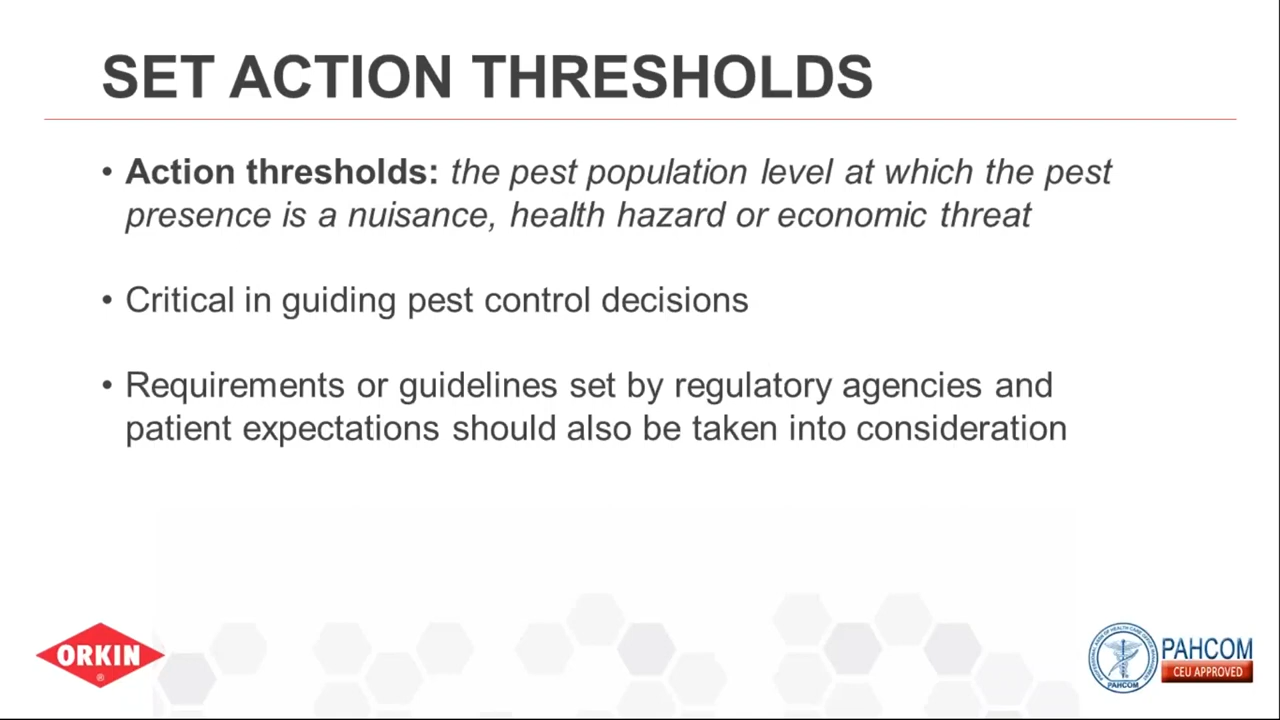 SET ACTION THRESHOLDS
• Action thresholds: the pest population level at which the pest
presence is a nuisance, health hazard or economic threat
• Critical in guiding pest control decisions
• Requirements or guidelines set by regulatory agencies and
patient expectations should also be taken into consideration
ORKIN
®
PAHCOM
PAHCOM
CEU APPROVED